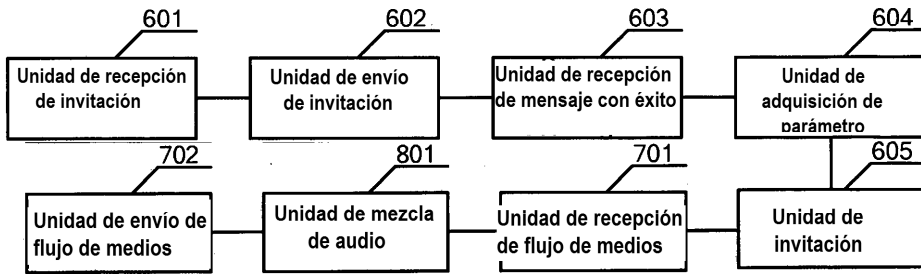 601
602
603
604
Unidad de recepción
de invitación
Unidad de envío
de invitación
Unidad de recepción
de mensaje con éxito
Unidad de
adquisición de
parámetro
702
801
701
605
Unidad de envío de
flujo de medios
Unidad de mezcla
de audio
Unidad de recepción
de flujo de medios
Unidad de
invitación